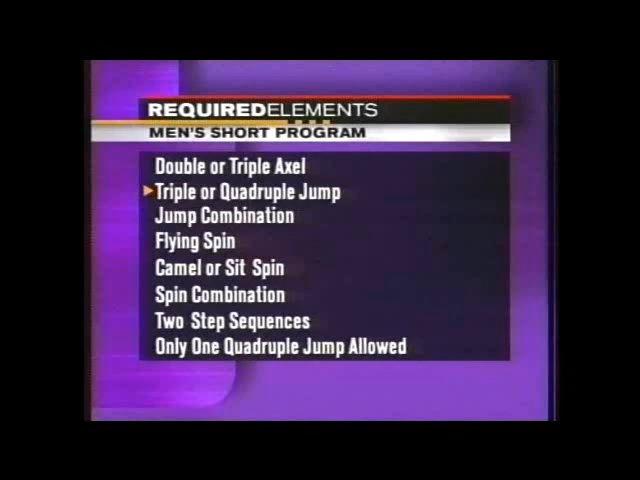 REQUIREDELEMENTS
MEN'S SHORT PROGRAM
Double or Triple Axel
Triple or Quadruple Jump
Jump Combination
Flying Spin
Camel or Sit Spin
Spin Combination
Two Step Sequences
Only One Quadruple Jump Allowed